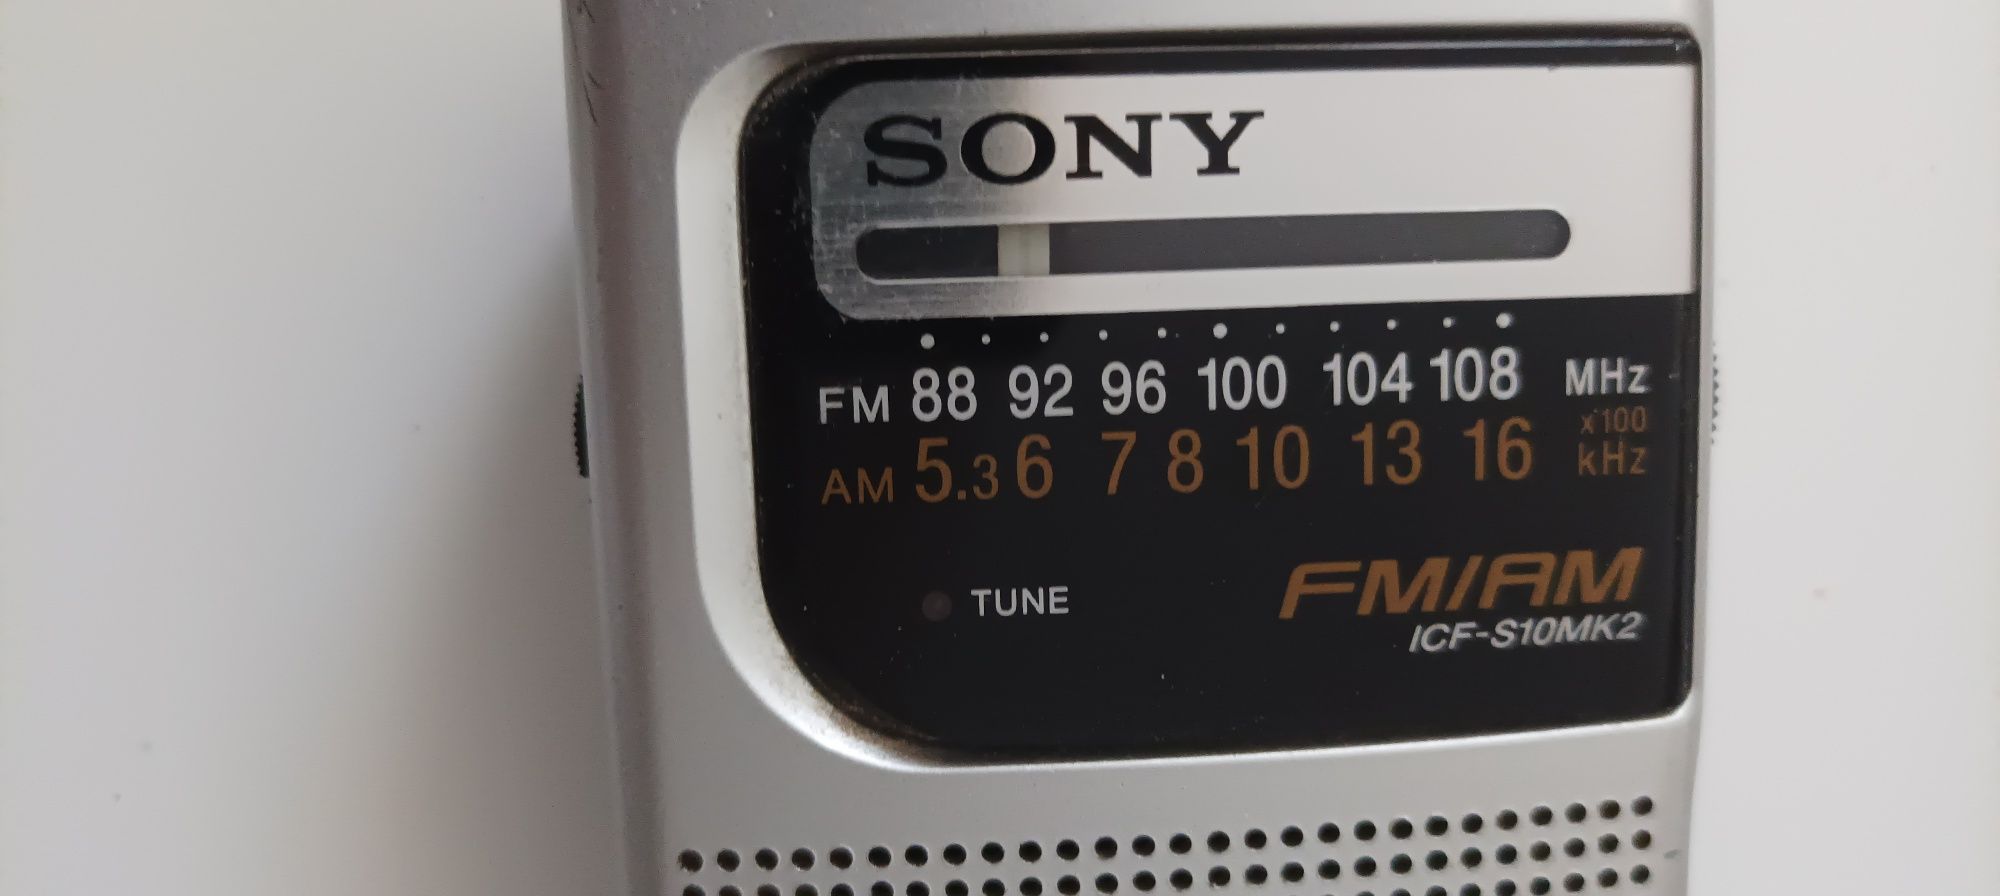 SONY
FM 88 92 96 100 104 108 MHz
x100
AM 5.3 6 7 8 10 13 16 kHz
TUNE
FM/AM
ICF-S10MK2